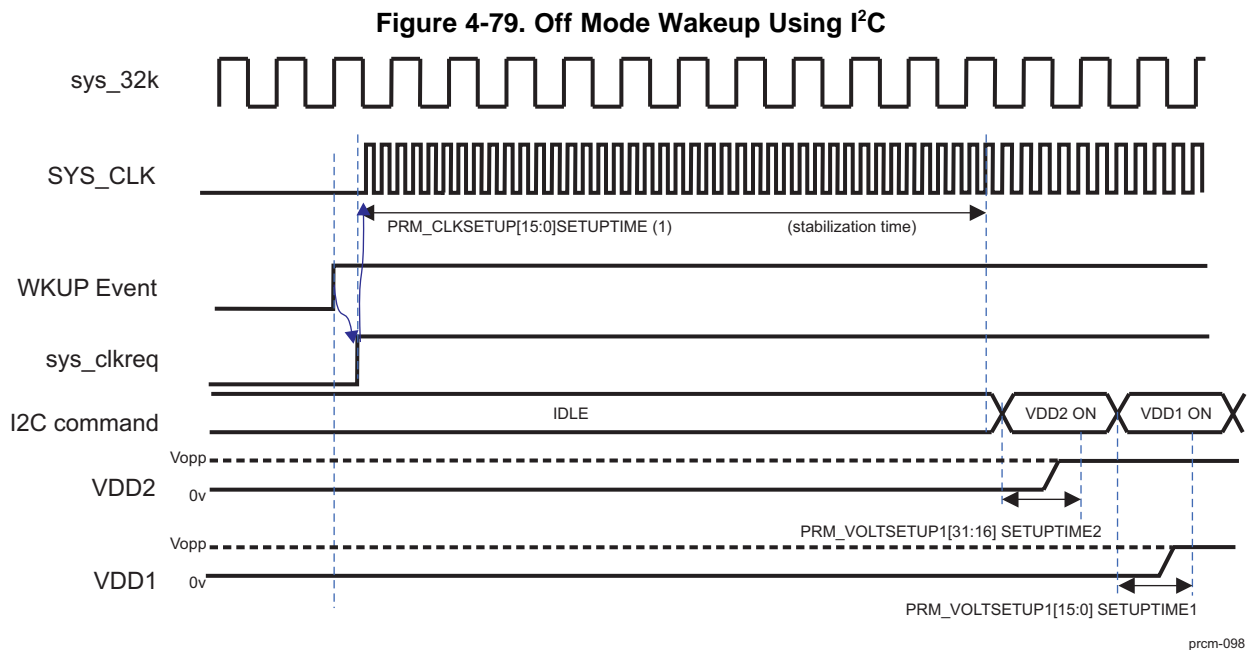 Figure 4-79. Off Mode Wakeup Using I²C
sys_32k
SYS_CLK
PRM_CLKSETUP[15:0]SETUPTIME (1) (stabilization time)
WKUP Event
sys_clkreq
I2C command IDLE VDD2 ON VDD1 ON
Vopp
VDD2
0v
PRM_VOLTSETUP1[31:16] SETUPTIME2
Vopp
VDD1
0v
PRM_VOLTSETUP1[15:0] SETUPTIME1
prcm-098